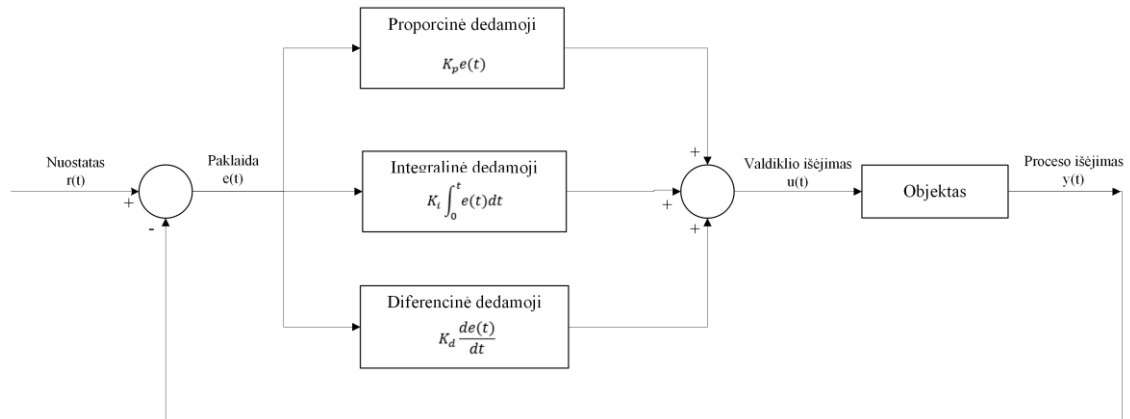 Proporcinė dedamoji
K_p e(t)
Nuostatas
r(t)
+
-
Paklaida
e(t)
Integralinė dedamoji
K_i ∫_0^t e(t)dt
+
+
+
Valdiklio išėjimas
u(t)
Objektas
Proceso išėjimas
y(t)
Diferencinė dedamoji
K_d de(t)/dt